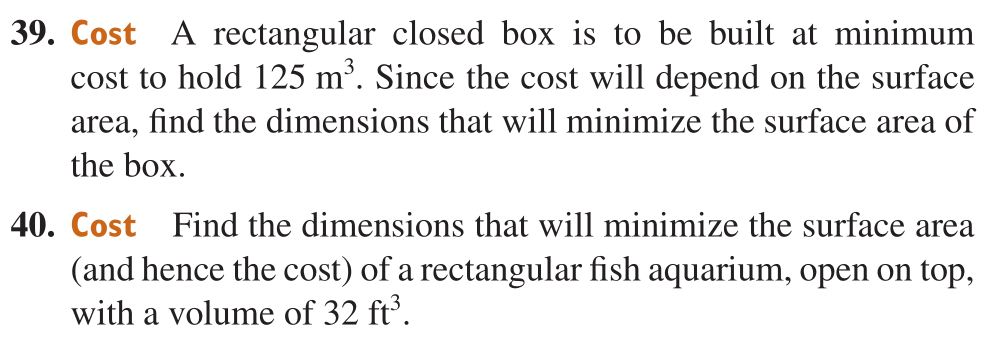 39. Cost A rectangular closed box is to be built at minimum
cost to hold 125 m³. Since the cost will depend on the surface
area, find the dimensions that will minimize the surface area of
the box.
40. Cost Find the dimensions that will minimize the surface area
(and hence the cost) of a rectangular fish aquarium, open on top,
with a volume of 32 ft³.